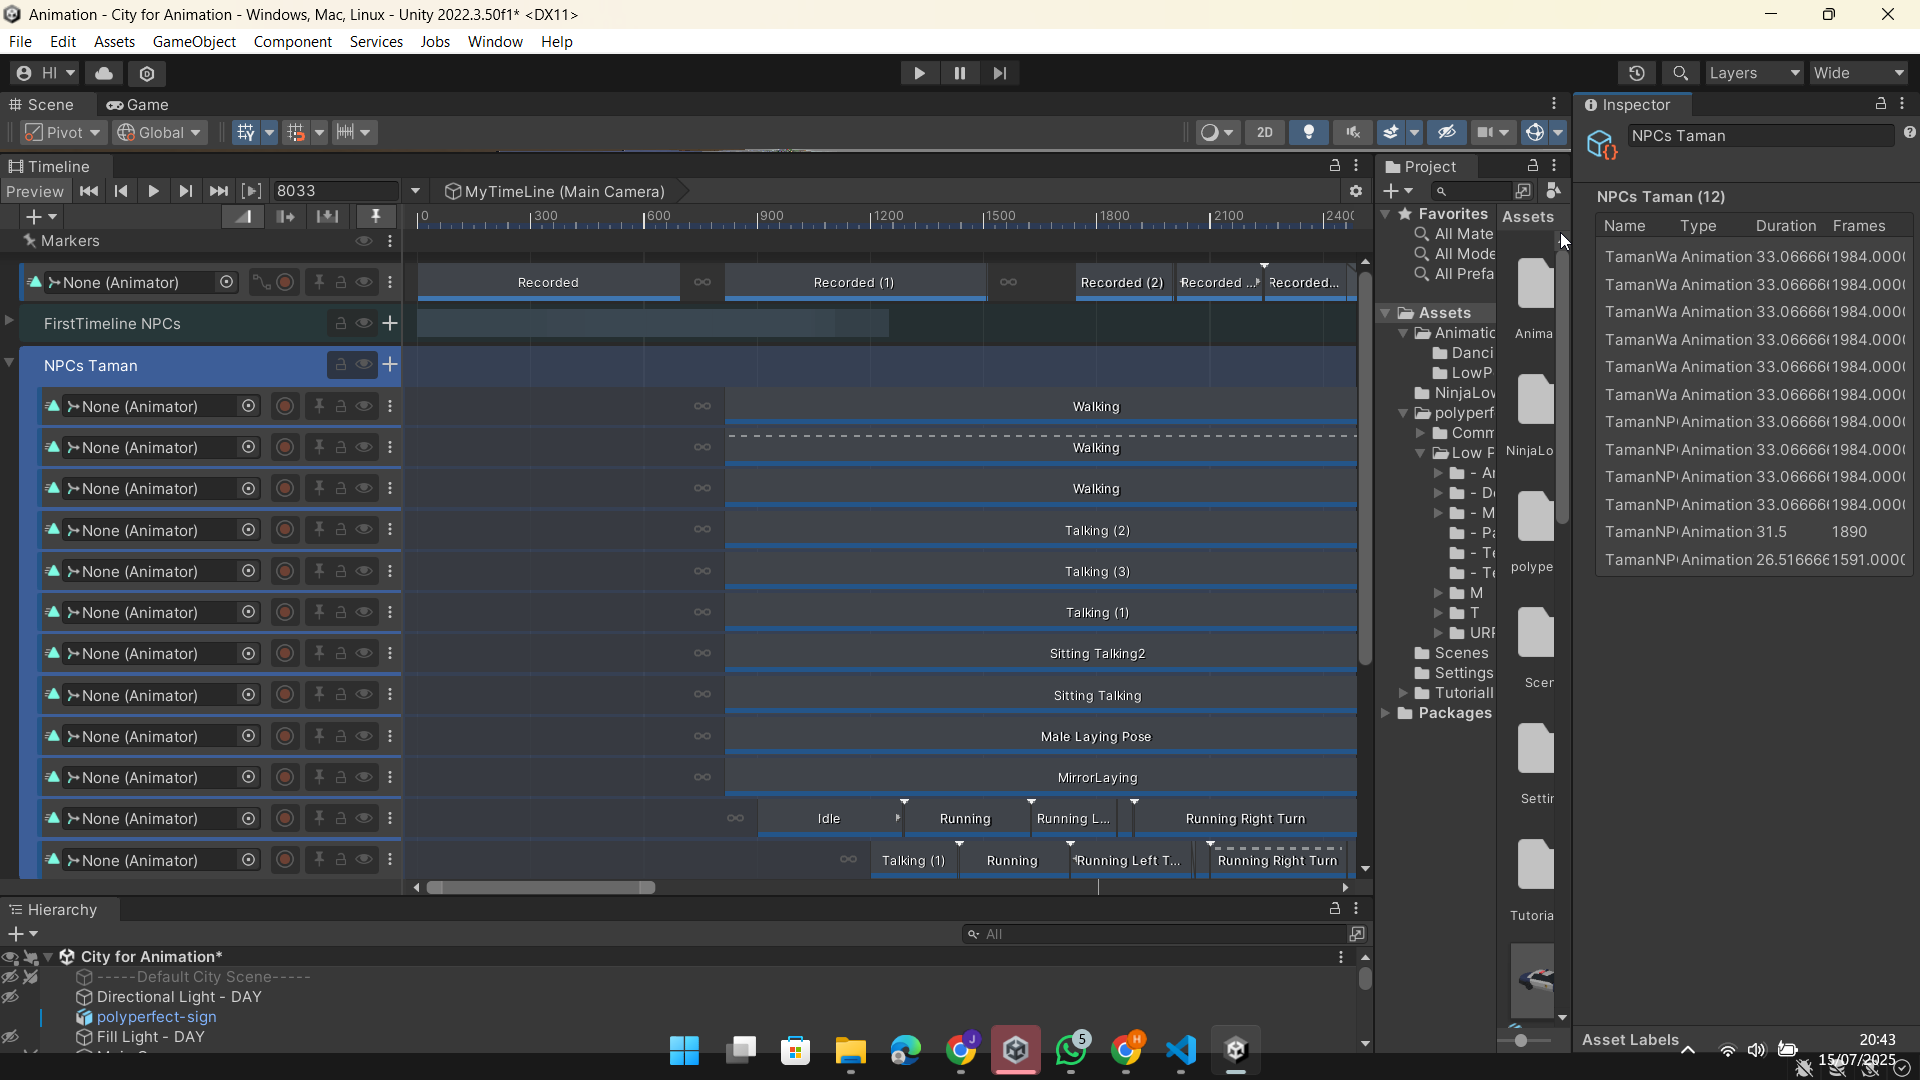 Animation - City for Animation - Windows, Mac, Linux - Unity 2022.3.50f1* <DX11>
File Edit Assets GameObject Component Services Jobs Window Help
HI Layers Wide
Scene Game Inspector
Pivot Global 2D NPCs Taman
Timeline Project
Preview 8033 MyTimeLine (Main Camera)
NPCs Taman (12)
0 300 600 900 1200 1500 1800 2100 2400
Favorites Assets
Name Type Duration Frames
Markers
All Mate
All Mode
All Prefa
None (Animator) Recorded Recorded (1) Recorded (2) Recorded ... Recorded...
FirstTimeline NPCs
NPCs Taman
None (Animator) Walking
None (Animator) Walking
None (Animator) Walking
None (Animator) Talking (2)
None (Animator) Talking (3)
None (Animator) Talking (1)
None (Animator) Sitting Talking2
None (Animator) Sitting Talking
None (Animator) Male Laying Pose
None (Animator) MirrorLaying
None (Animator) Idle Running Running L... Running Right Turn
None (Animator) Talking (1) Running Running Left T... Running Right Turn
Assets
Animatic
Danci
LowP
NinjaLov
polyperf
Comm
Low P
- Ar
- De
- M
- Pa
- Te
- Te
M
T
URF
Scenes
Settings
Tutoriall
Packages
Anima
NinjaLo
polype
Scer
Settir
Tutoria
TamanWa Animation 33.06666 1984.000
TamanWa Animation 33.06666 1984.000
TamanWa Animation 33.06666 1984.000
TamanWa Animation 33.06666 1984.000
TamanWa Animation 33.06666 1984.000
TamanWa Animation 33.06666 1984.000
TamanNP Animation 33.06666 1984.000
TamanNP Animation 33.06666 1984.000
TamanNP Animation 33.06666 1984.000
TamanNP Animation 33.06666 1984.000
TamanNP Animation 31.5 1890
TamanNP Animation 26.51666 1591.000
Hierarchy
All
City for Animation*
-----Default City Scene-----
Directional Light - DAY
polyperfect-sign
Fill Light - DAY
Asset Labels
J 5 H
20:43
15/07/2025